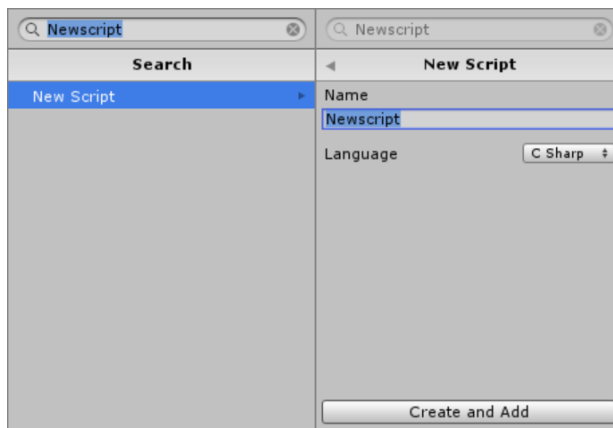 Newscript
Search
New Script
Newscript
New Script
Name
Newscript
Language
C Sharp
Create and Add